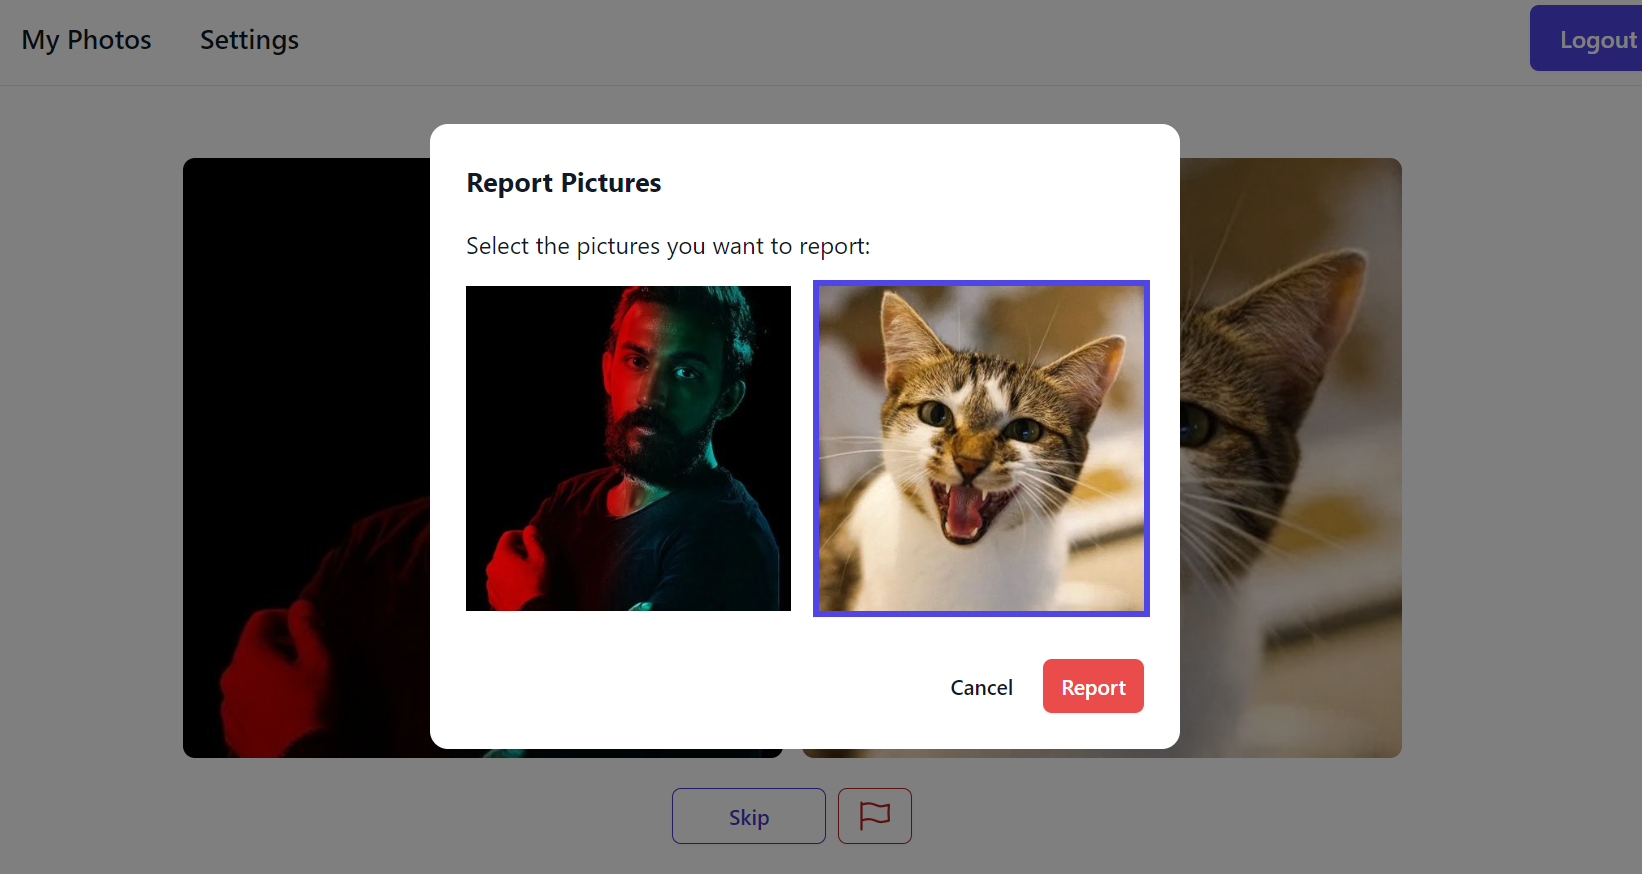 My Photos Settings Logout
Report Pictures
Select the pictures you want to report:
Cancel Report
Skip